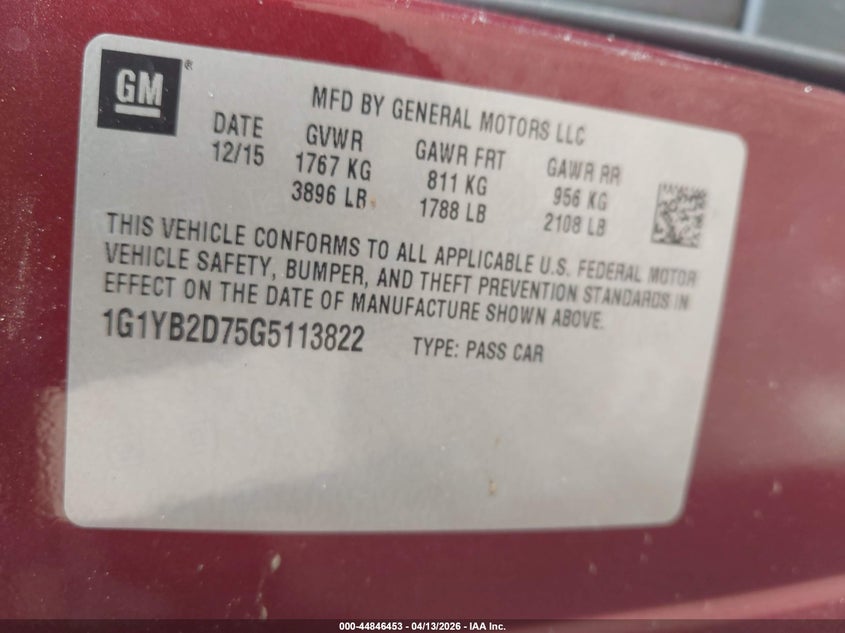 GM ®
MFD BY GENERAL MOTORS LLC
DATE GVWR GAWR FRT GAWR RR
12/15 1767 KG 811 KG 956 KG
3896 LB 1788 LB 2108 LB
THIS VEHICLE CONFORMS TO ALL APPLICABLE U.S. FEDERAL MOTOR
VEHICLE SAFETY, BUMPER, AND THEFT PREVENTION STANDARDS IN
EFFECT ON THE DATE OF MANUFACTURE SHOWN ABOVE.
1G1YB2D75G5113822 TYPE: PASS CAR
000-44846453 - 04/13/2026 - IAA Inc.